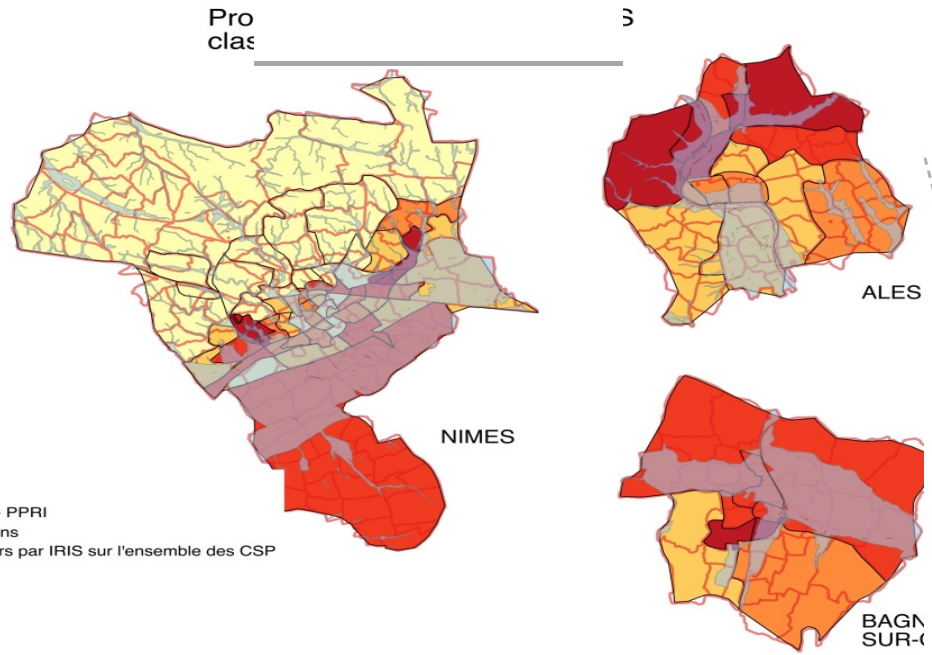 Pro
clas
S
ALES
NIMES
PPRI
ns
rs par IRIS sur l'ensemble des CSP
BAGN
SUR-